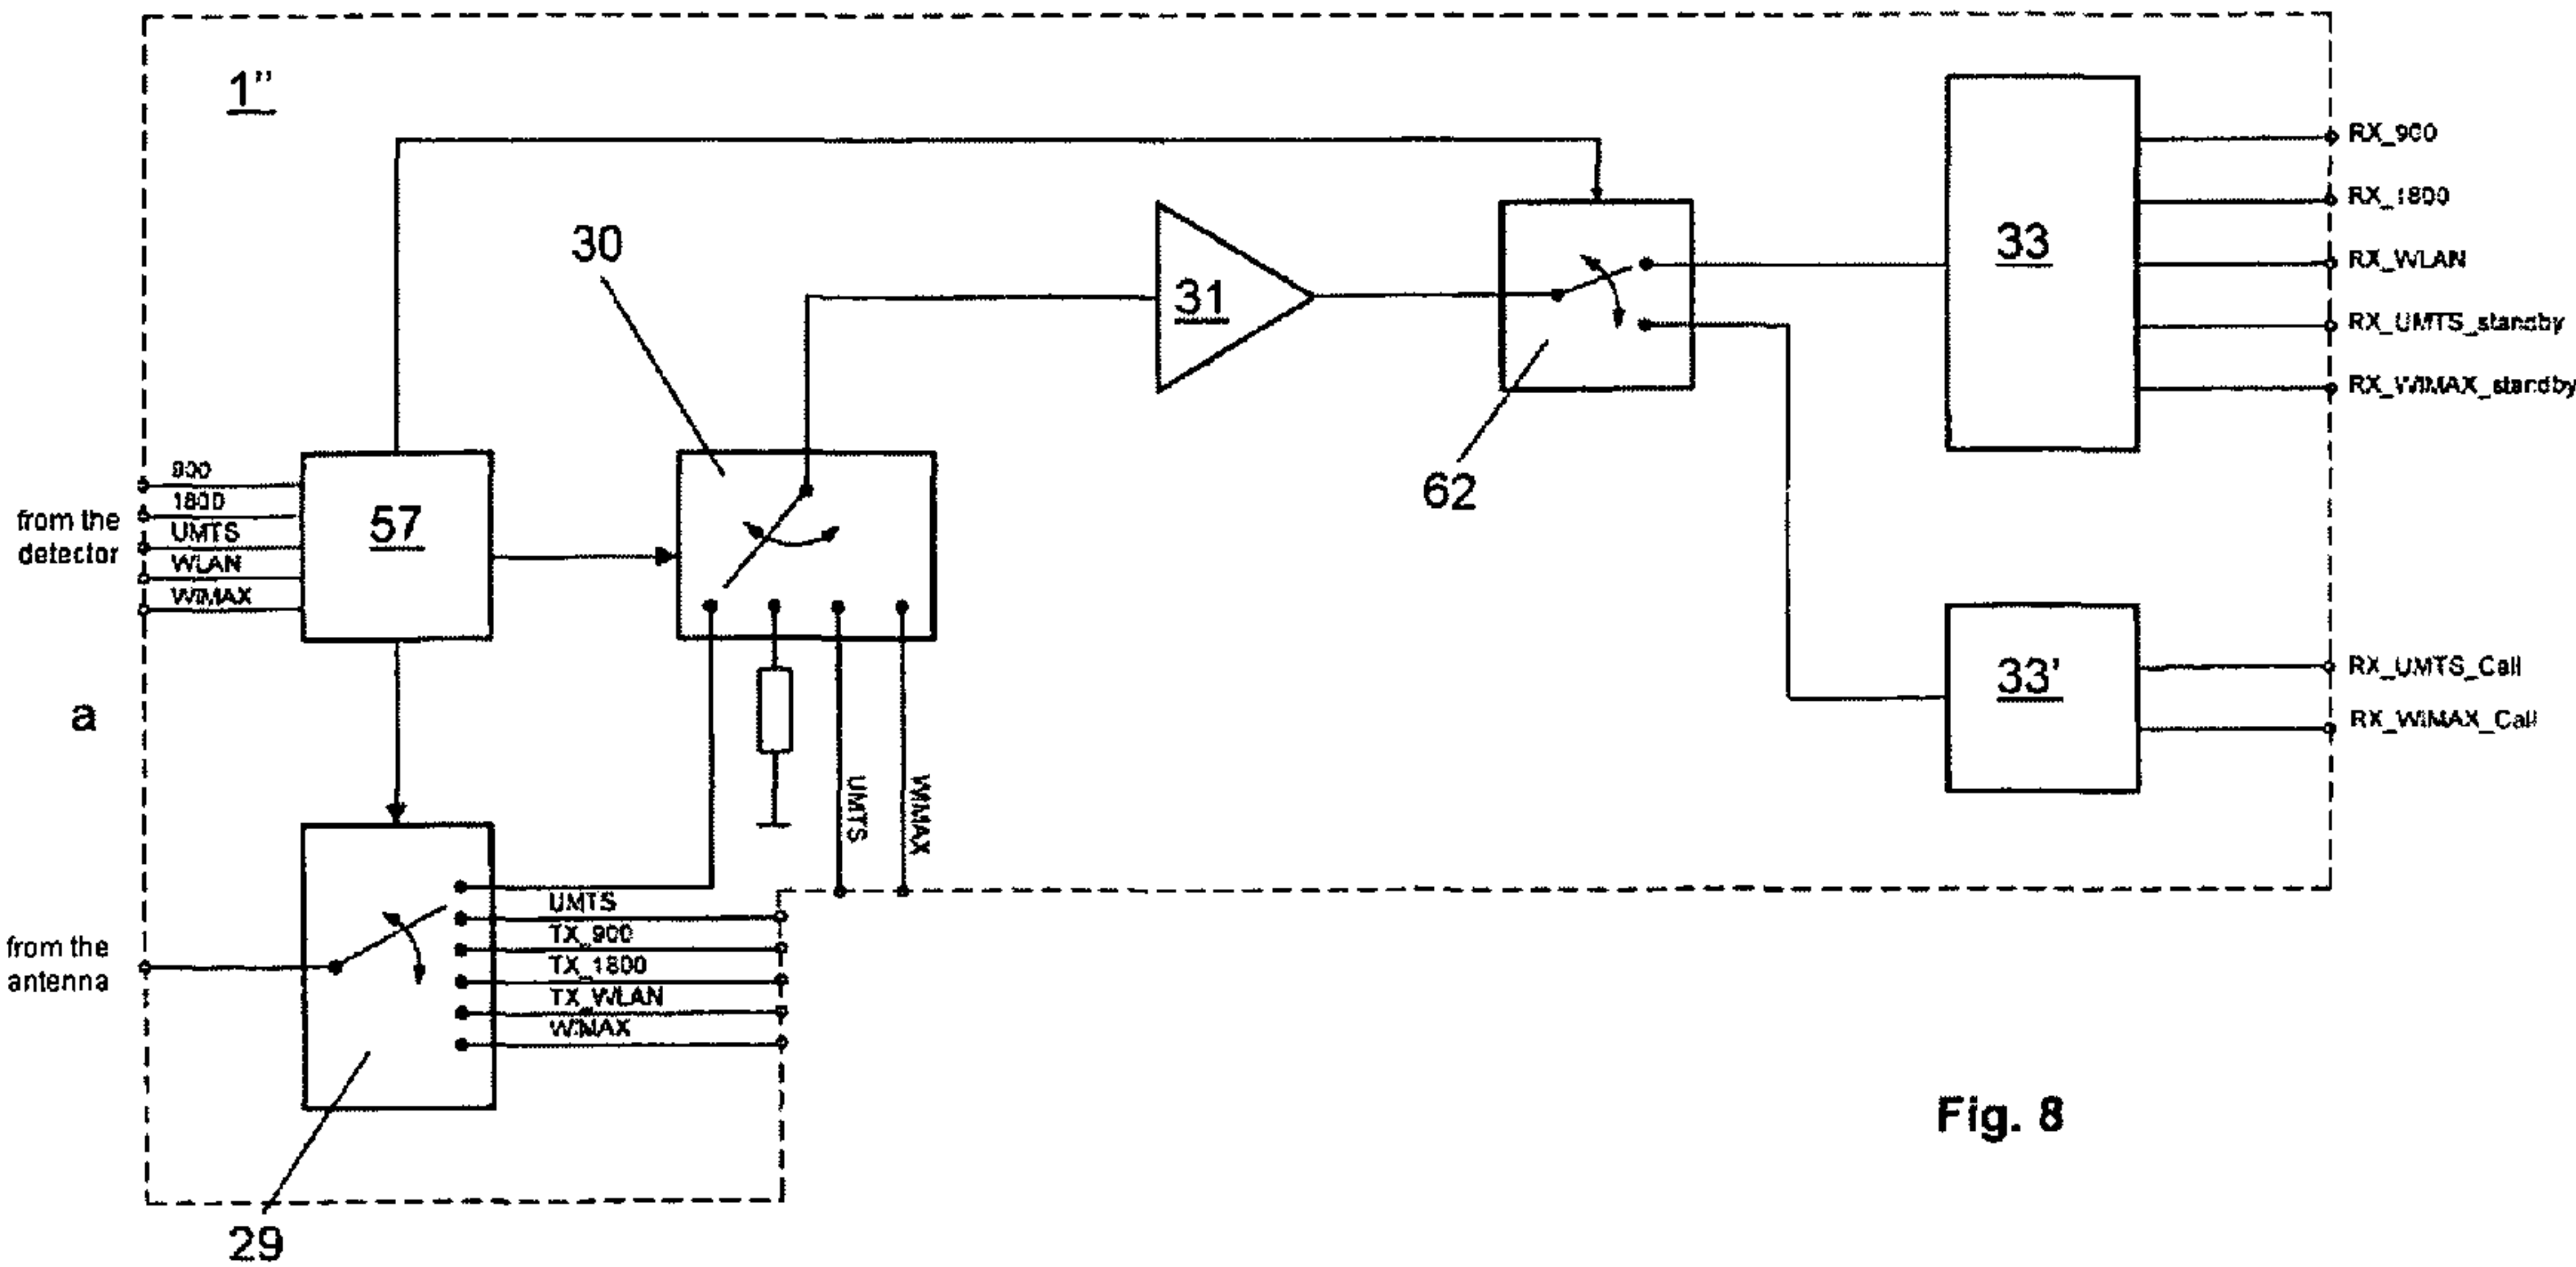 1"
RX_900
RX_1800
RX_WLAN
RX_UMTS_standby
RX_WIMAX_standby
30
31
33
62
900
1800
UMTS
WLAN
WIMAX
from the
detector
57
a
33'
RX_UMTS_Call
RX_WIMAX_Call
UMTS
WIMAX
UMTS
TX_900
TX_1800
TX_WLAN
WIMAX
from the
antenna
29
Fig. 8